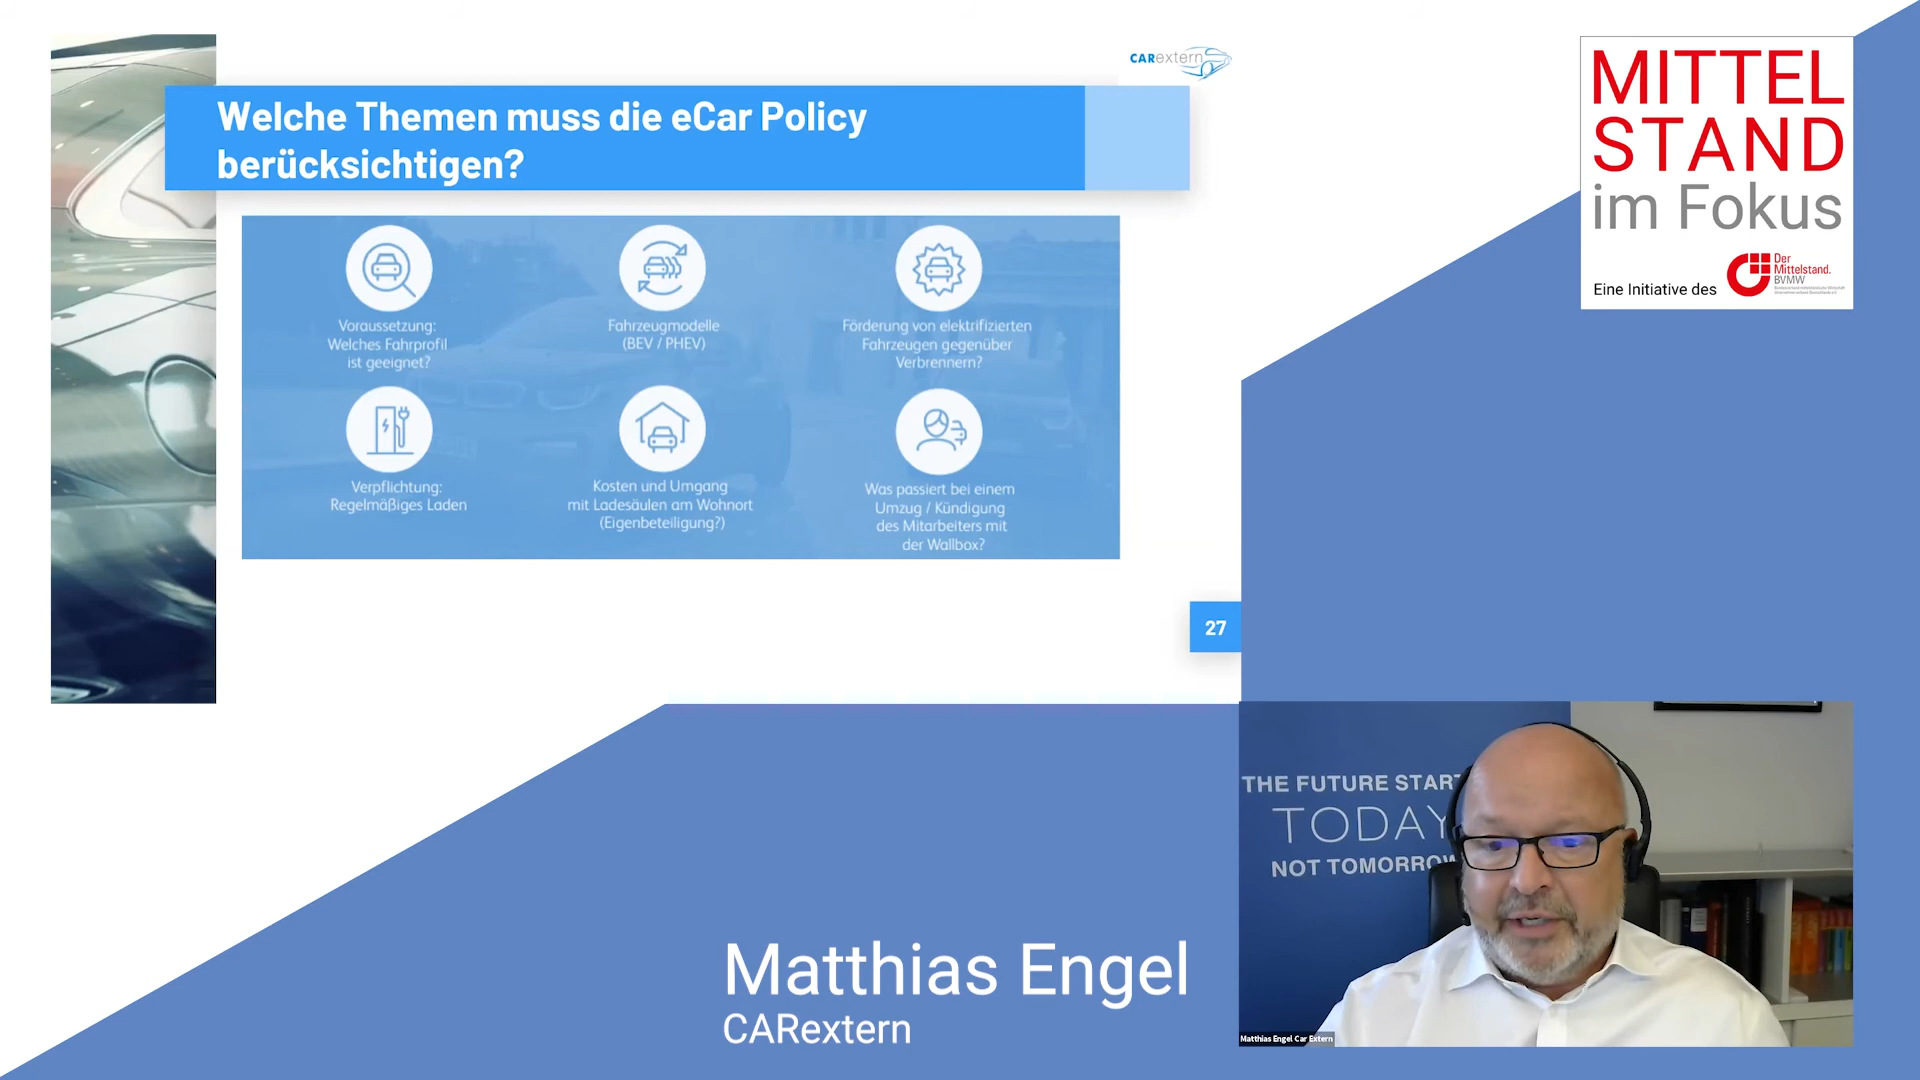 CARextern
Welche Themen muss die eCar Policy
berücksichtigen?
Voraussetzung:
Welches Fahrprofil
ist geeignet?
Fahrzeugmodelle
(BEV / PHEV)
Förderung von elektrifizierten
Fahrzeugen gegenüber
Verbrennern?
Verpflichtung:
Regelmäßiges Laden
Kosten und Umgang
mit Ladesäulen am Wohnort
(Eigenbeteiligung?)
Was passiert bei einem
Umzug / Kündigung
des Mitarbeiters mit
der Wallbox?
27
MITTEL
STAND
im Fokus
Eine Initiative des
Der
Mittelstand.
BVMW
THE FUTURE STAR
TODAY
NOT TOMORROW
Matthias Engel Car Extern
Matthias Engel
CARextern